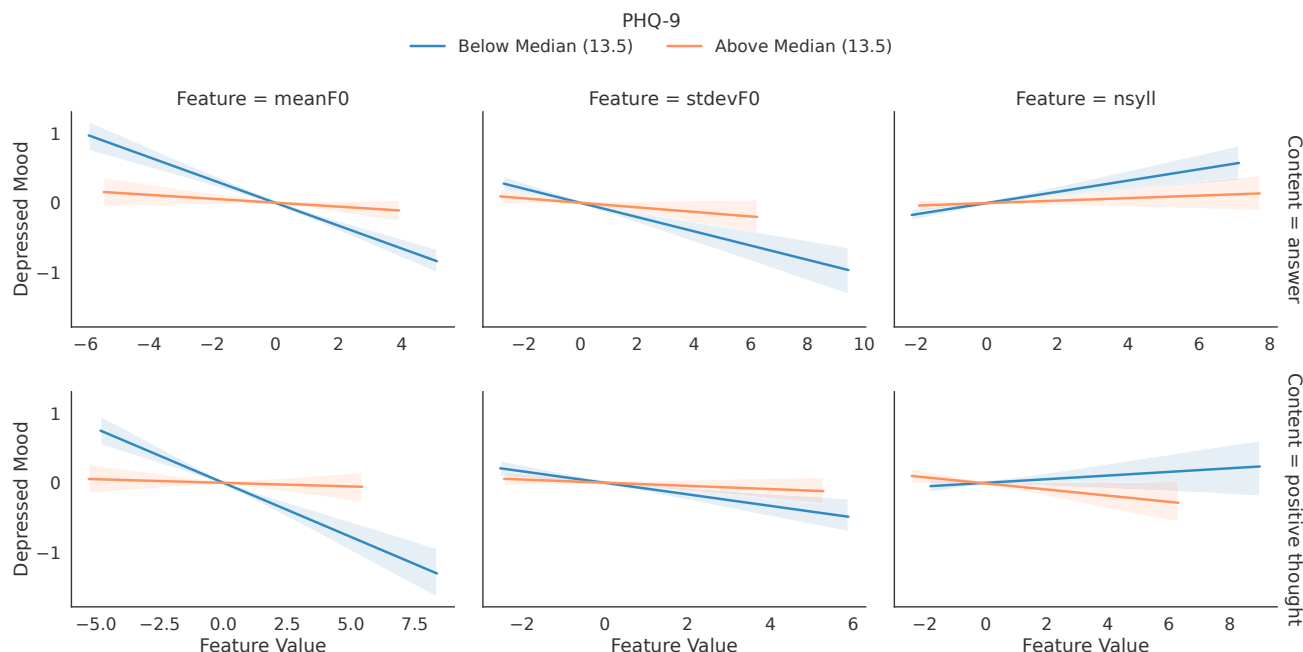 PHQ-9
Below Median (13.5) Above Median (13.5)
Feature = meanF0 Feature = stdevF0 Feature = nsyll
Depressed Mood
1
0
−1
−6 −4 −2 0 2 4
−2 0 2 4 6 8 10
−2 0 2 4 6 8
Content = answer
Depressed Mood
1
0
−1
−5.0 −2.5 0.0 2.5 5.0 7.5
−2 0 2 4 6
−2 0 2 4 6 8
Content = positive thought
Feature Value Feature Value Feature Value